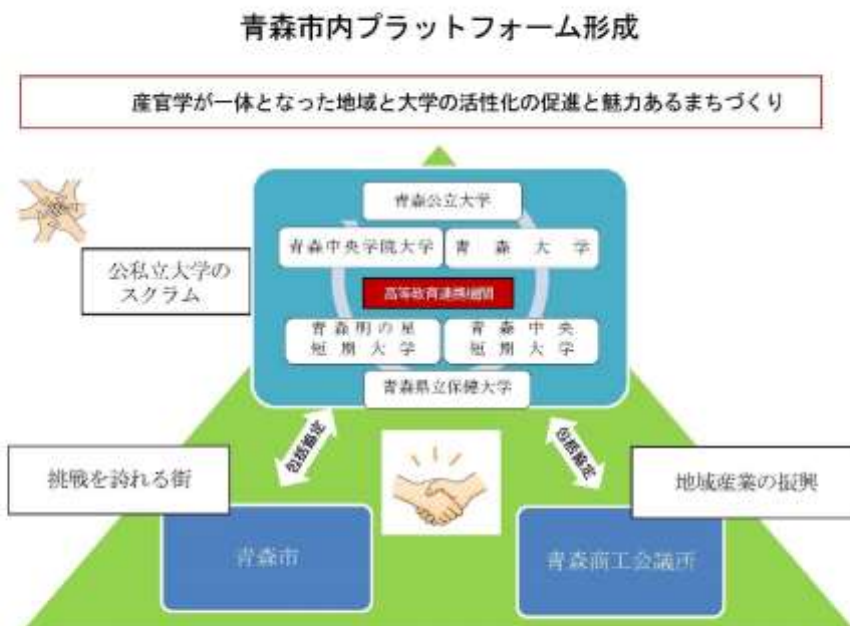 青森市内プラットフォーム形成
産官学が一体となった地域と大学の活性化の促進と魅力あるまちづくり
青森公立大学
青森中央学院大学
青森大学
公私立大学の
スクラム
高等教育連携機関
青森明の星
短期大学
青森中央
短期大学
青森県立保健大学
包括協定
包括協定
挑戦を誇れる街
地域産業の振興
青森市
青森商工会議所